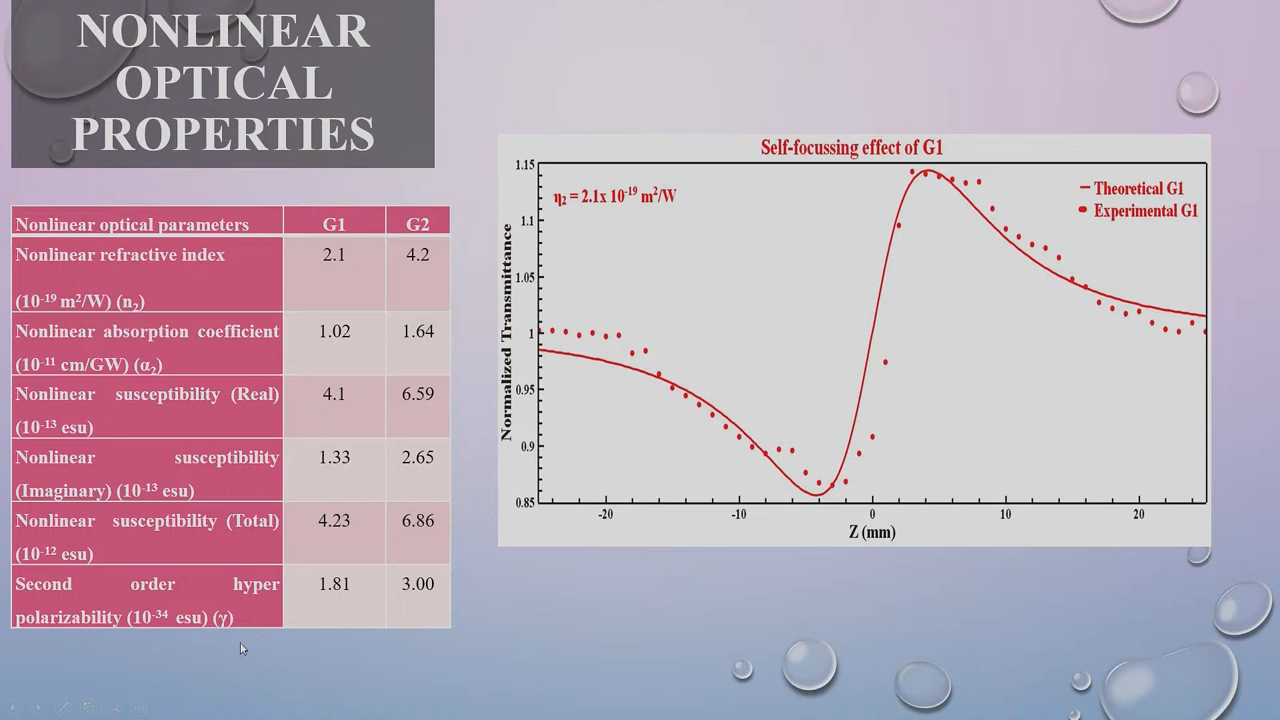 NONLINEAR
OPTICAL
PROPERTIES
Nonlinear optical parameters G1 G2
Nonlinear refractive index 2.1 4.2
(10⁻¹⁹ m²/W) (n₂)
Nonlinear absorption coefficient 1.02 1.64
(10⁻¹¹ cm/GW) (α₂)
Nonlinear susceptibility (Real) 4.1 6.59
(10⁻¹³ esu)
Nonlinear susceptibility 1.33 2.65
(Imaginary) (10⁻¹³ esu)
Nonlinear susceptibility (Total) 4.23 6.86
(10⁻¹² esu)
Second order hyper 1.81 3.00
polarizability (10⁻³⁴ esu) (γ)
Self-focussing effect of G1
η₂ = 2.1x 10⁻¹⁹ m²/W
Theoretical G1
Experimental G1
Normalized Transmittance
1.15
1.1
1.05
1
0.95
0.9
0.85
-20 -10 0 10 20
Z (mm)